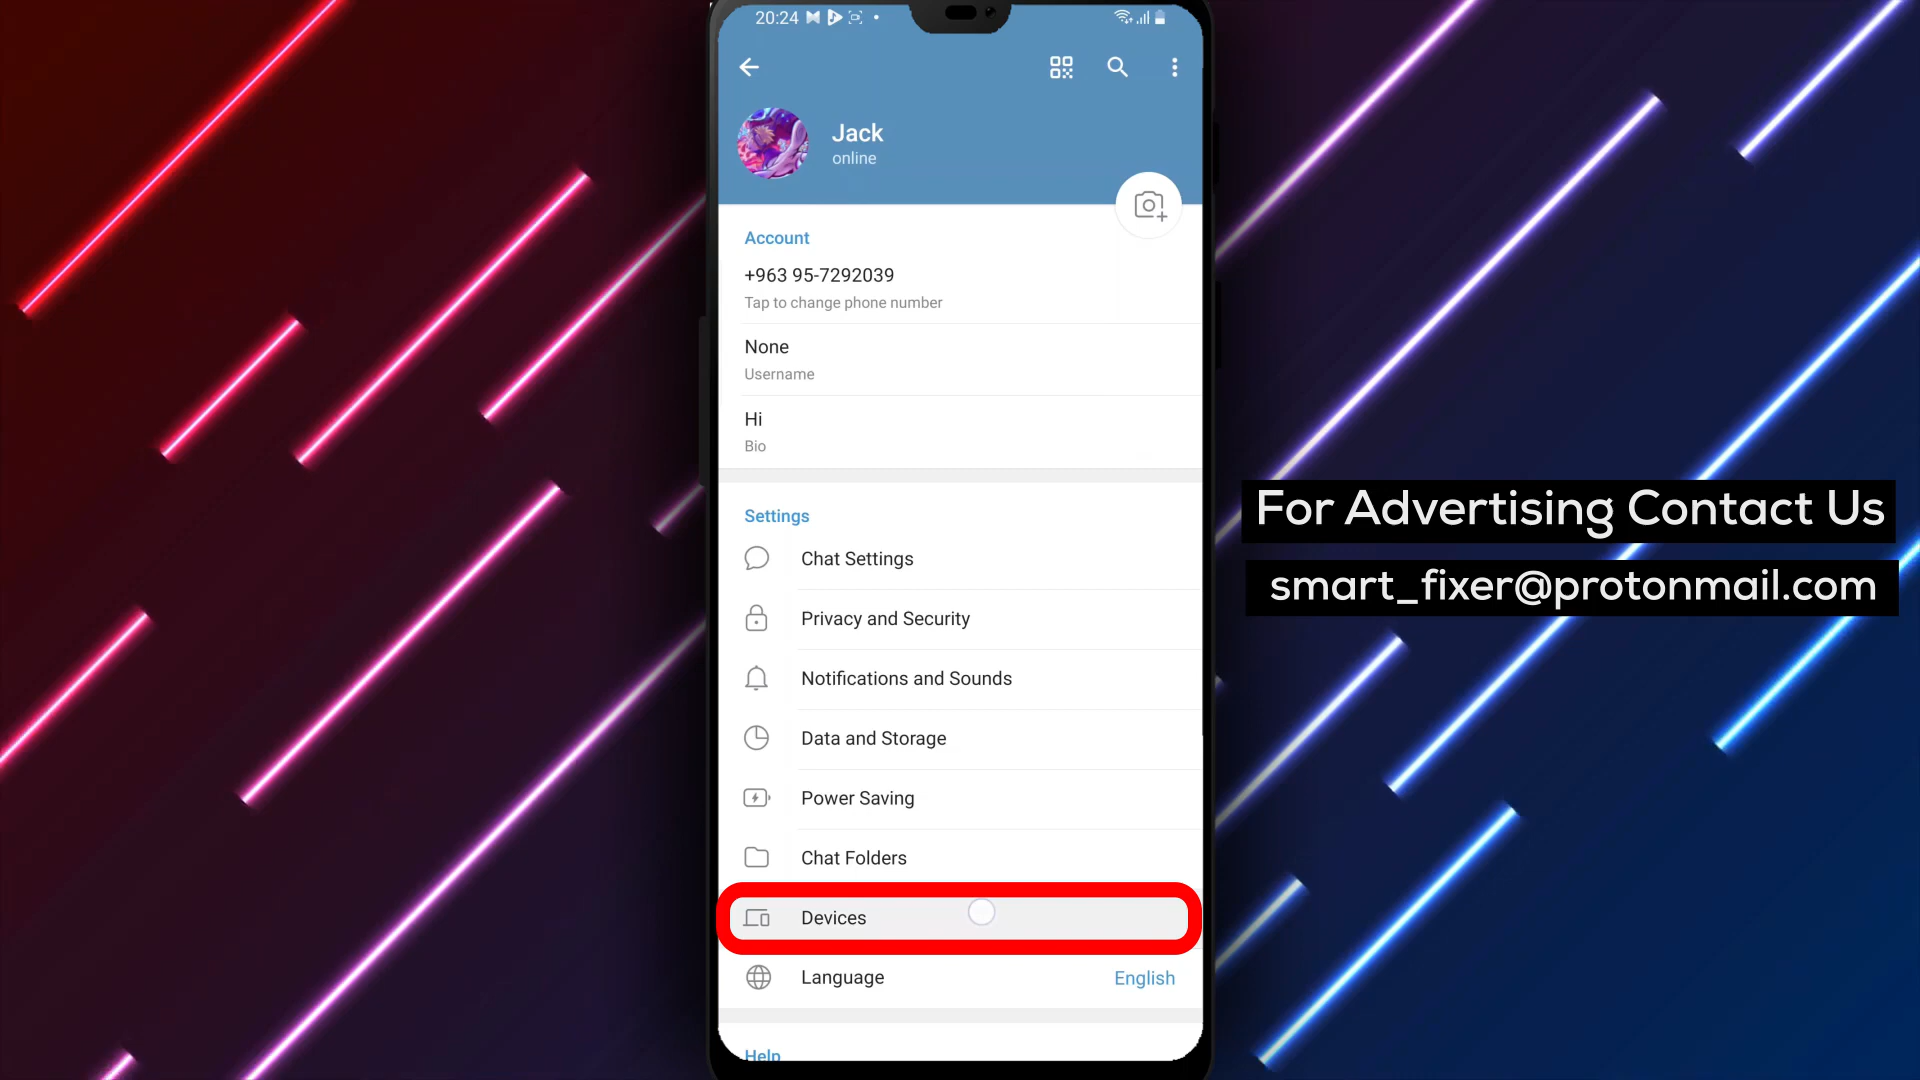 20:24
Jack
online
Account
+963 95-7292039
Tap to change phone number
None
Username
Hi
Bio
Settings
Chat Settings
Privacy and Security
Notifications and Sounds
Data and Storage
Power Saving
Chat Folders
Devices
Language English
Help
For Advertising Contact Us
smart_fixer@protonmail.com